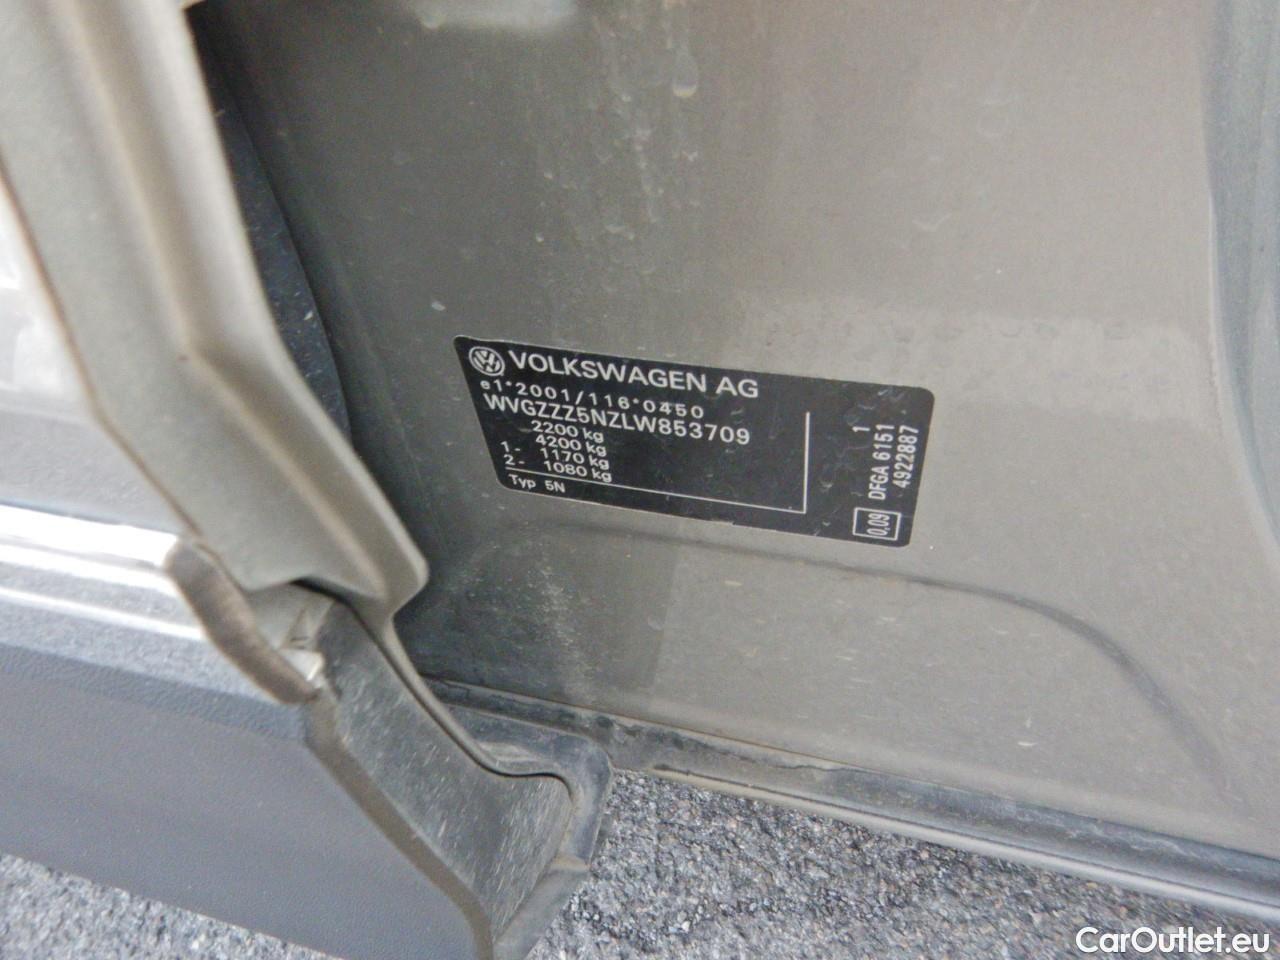 VOLKSWAGEN AG
e1*2001/116*0450
WVGZZZ5NZLW853709
2200 kg
4200 kg
1- 1170 kg
2- 1080 kg
Typ 5N
1
DFGA 6151
4922887
0,09
CarOutlet.eu